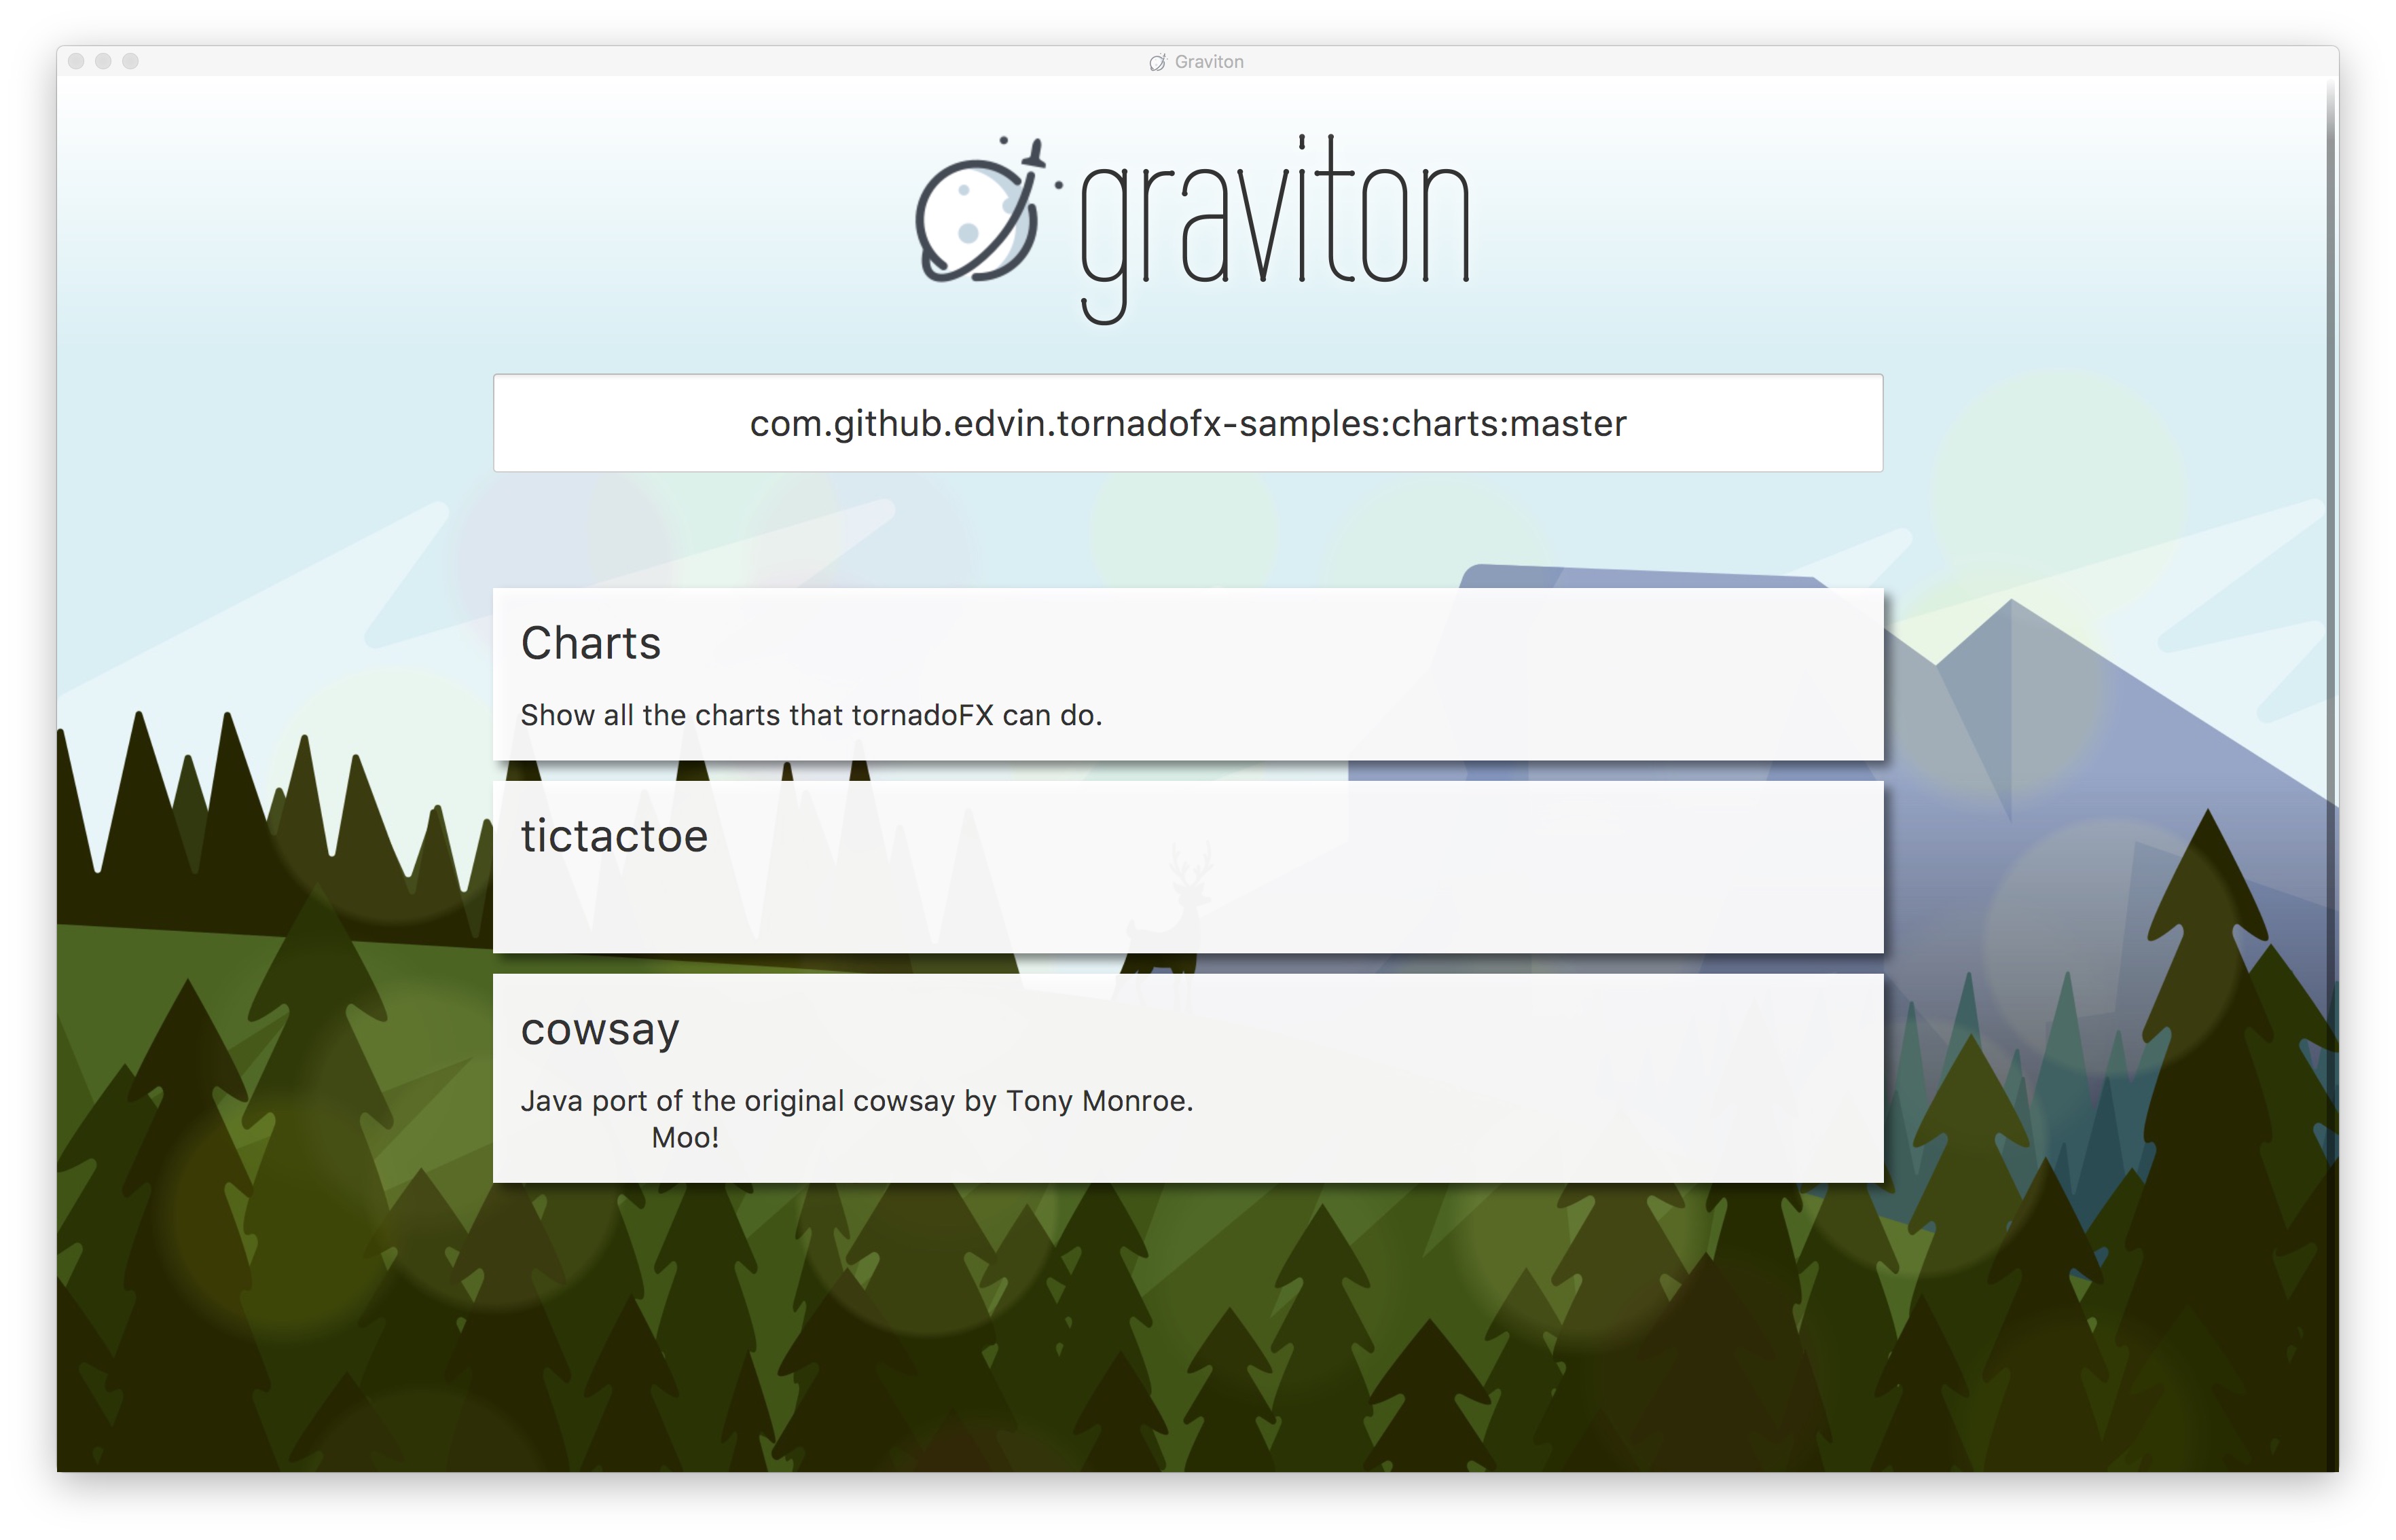 Graviton
graviton
com.github.edvin.tornadofx-samples:charts:master
Charts
Show all the charts that tornadoFX can do.
tictactoe
cowsay
Java port of the original cowsay by Tony Monroe.
Moo!